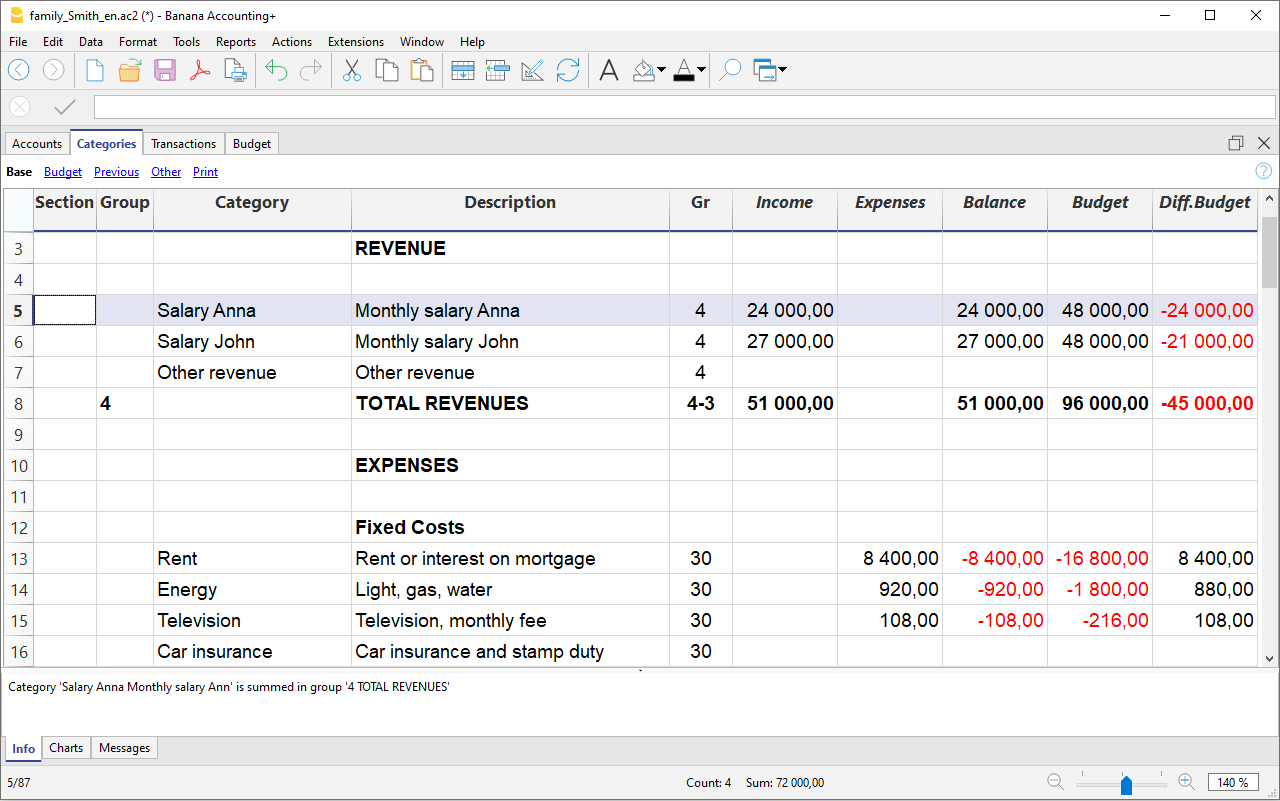 family_Smith_en.ac2 (*) - Banana Accounting+
File Edit Data Format Tools Reports Actions Extensions Window Help
Accounts Categories Transactions Budget
Base Budget Previous Other Print
Section Group Category Description Gr Income Expenses Balance Budget Diff.Budget
3 REVENUE
4
5 Salary Anna Monthly salary Anna 4 24 000,00 24 000,00 48 000,00 -24 000,00
6 Salary John Monthly salary John 4 27 000,00 27 000,00 48 000,00 -21 000,00
7 Other revenue Other revenue 4
8 4 TOTAL REVENUES 4-3 51 000,00 51 000,00 96 000,00 -45 000,00
9
10 EXPENSES
11
12 Fixed Costs
13 Rent Rent or interest on mortgage 30 8 400,00 -8 400,00 -16 800,00 8 400,00
14 Energy Light, gas, water 30 920,00 -920,00 -1 800,00 880,00
15 Television Television, monthly fee 30 108,00 -108,00 -216,00 108,00
16 Car insurance Car insurance and stamp duty 30
Category 'Salary Anna Monthly salary Ann' is summed in group '4 TOTAL REVENUES'
Info Charts Messages
5/87 Count: 4 Sum: 72 000,00 140 %